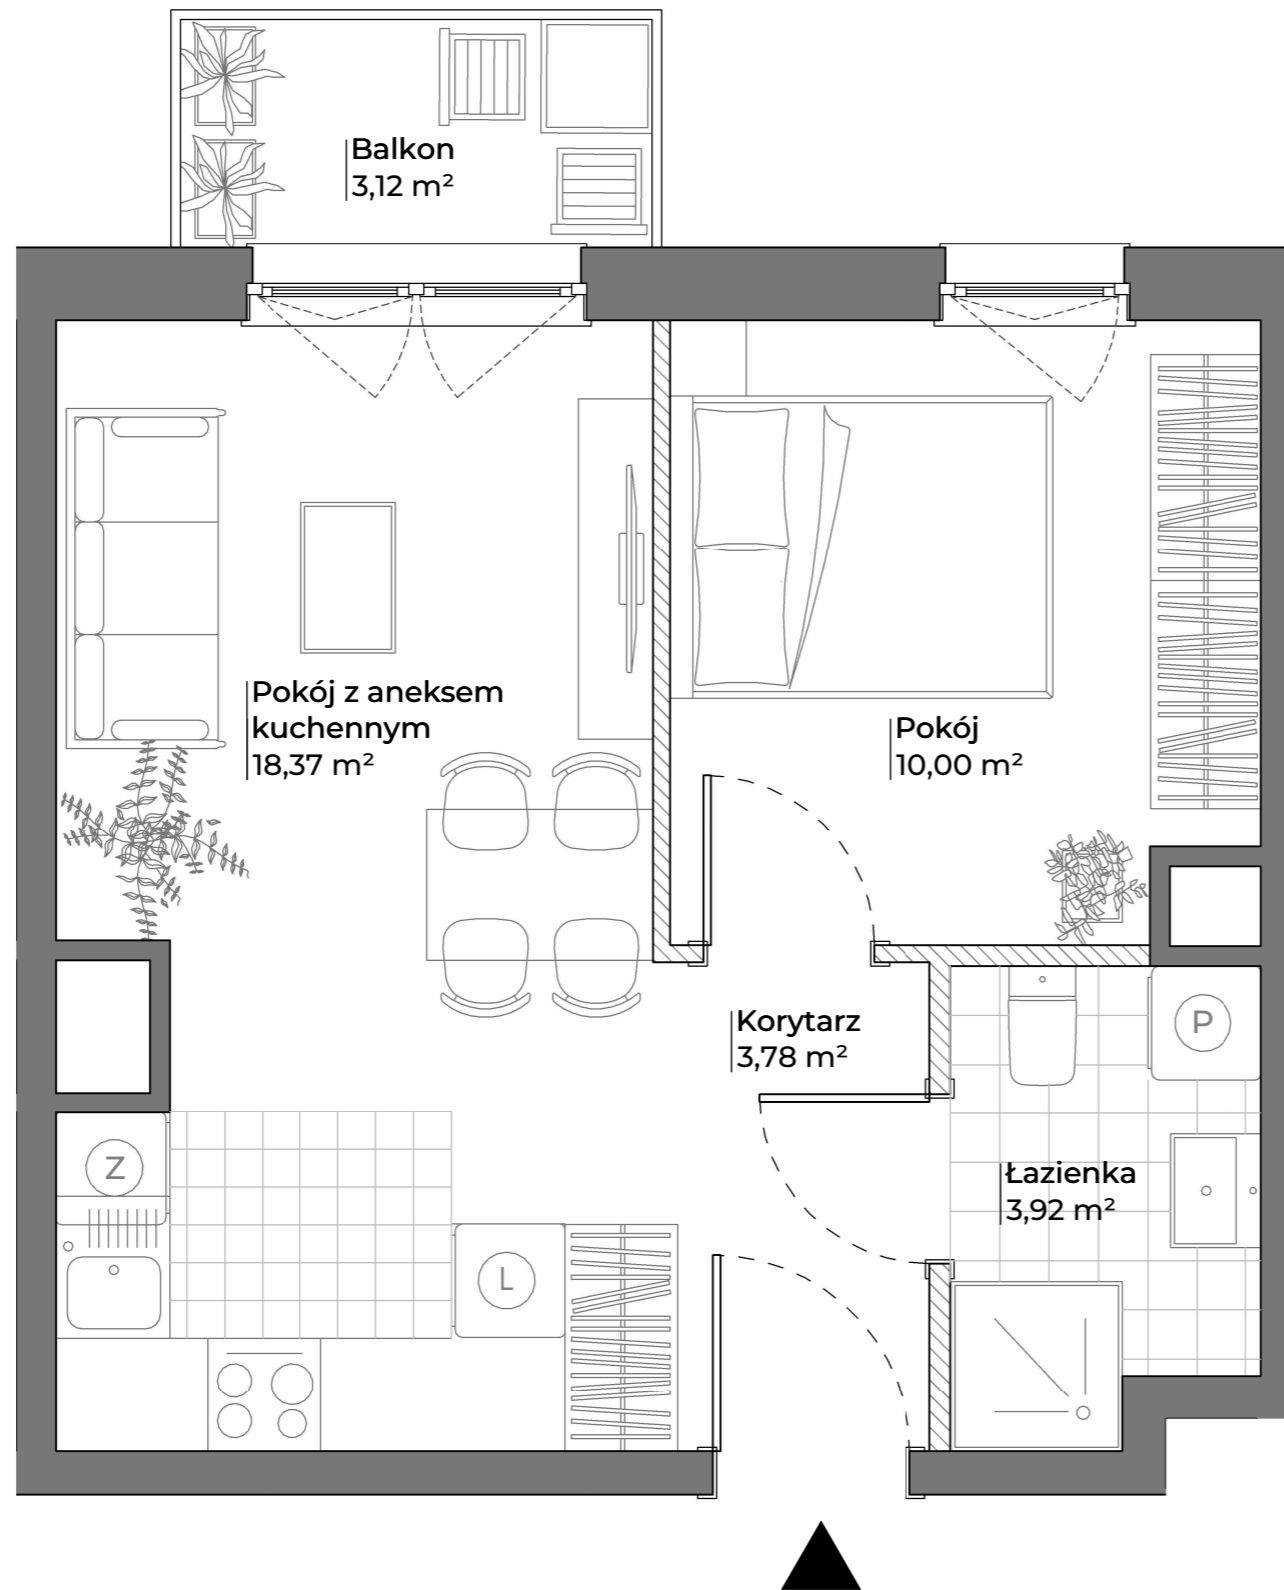 Balkon
3,12 m²
Pokój z aneksem
kuchennym
18,37 m²
Pokój
10,00 m²
Korytarz
3,78 m²
P
Łazienka
3,92 m²
Z
L